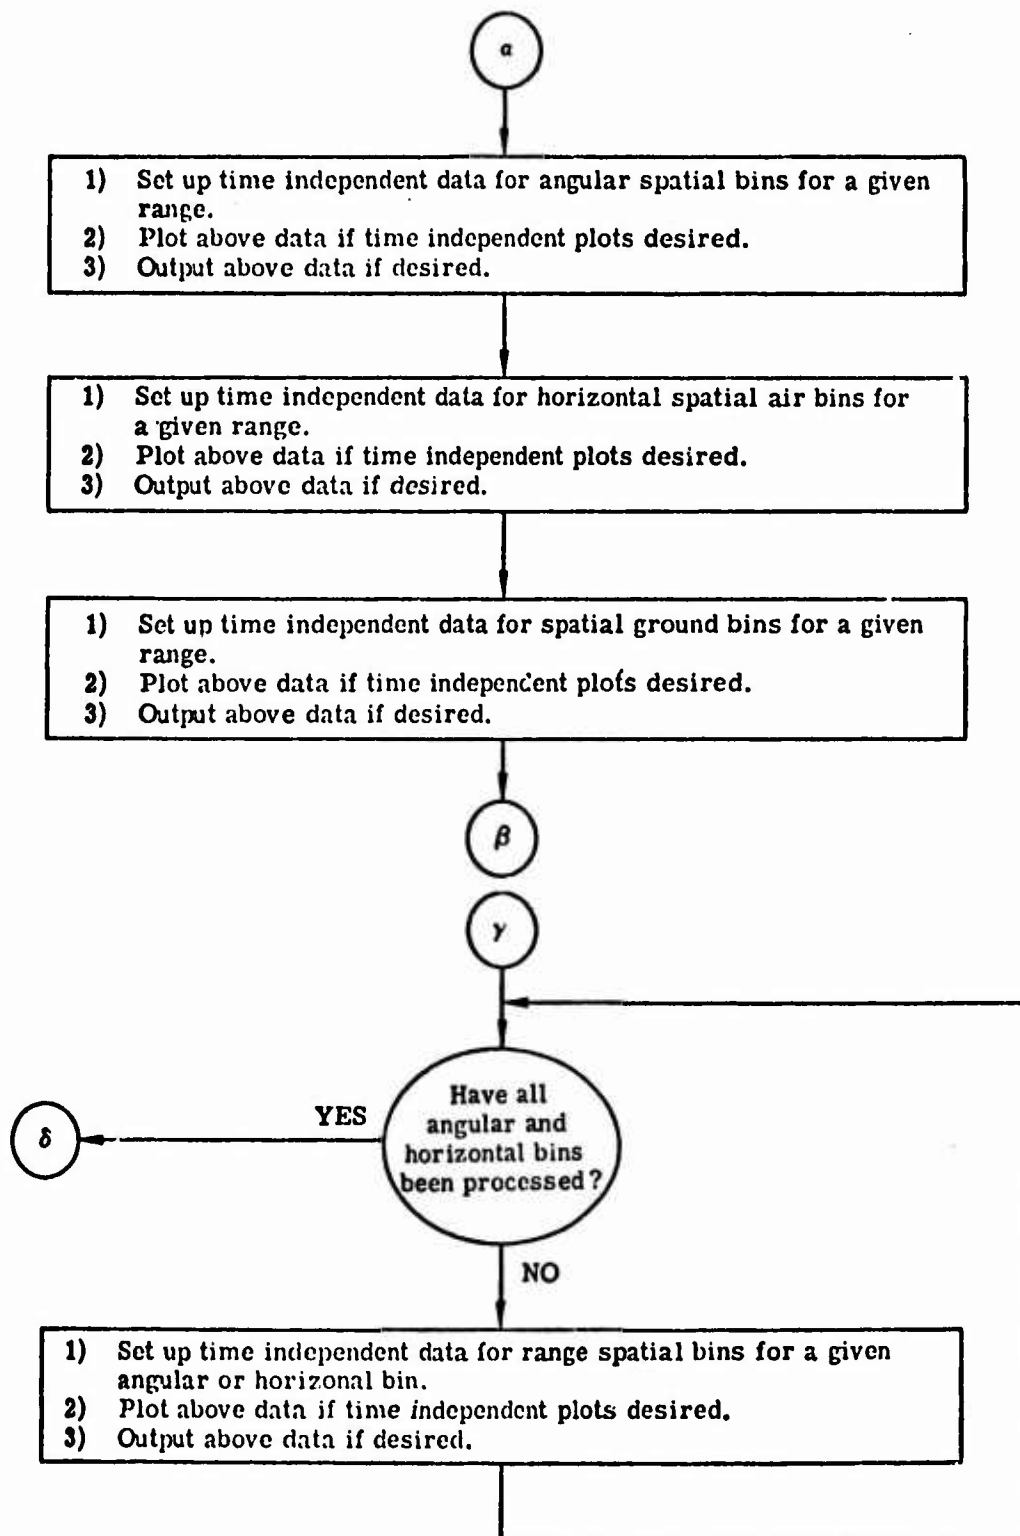 α
1) Set up time independent data for angular spatial bins for a given
range.
2) Plot above data if time independent plots desired.
3) Output above data if desired.
1) Set up time independent data for horizontal spatial air bins for
a given range.
2) Plot above data if time independent plots desired.
3) Output above data if desired.
1) Set up time independent data for spatial ground bins for a given
range.
2) Plot above data if time independent plots desired.
3) Output above data if desired.
β
γ
Have all
angular and
horizontal bins
been processed?
YES
δ
NO
1) Set up time independent data for range spatial bins for a given
angular or horizonal bin.
2) Plot above data if time independent plots desired.
3) Output above data if desired.